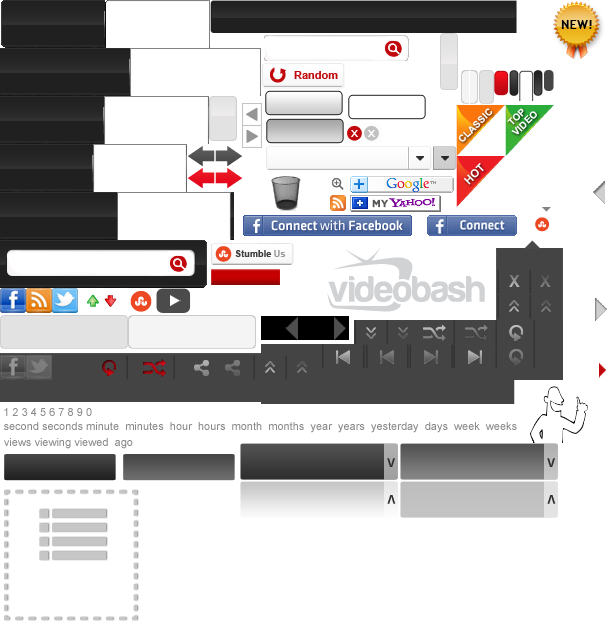 NEW!
Random
CLASSIC
TOP VIDEO
HOT
Google™
MY YAHOO!
Connect with Facebook
Connect
Stumble Us
videobash
1 2 3 4 5 6 7 8 9 0
second seconds minute minutes hour hours month months year years yesterday days week weeks
views viewing viewed ago